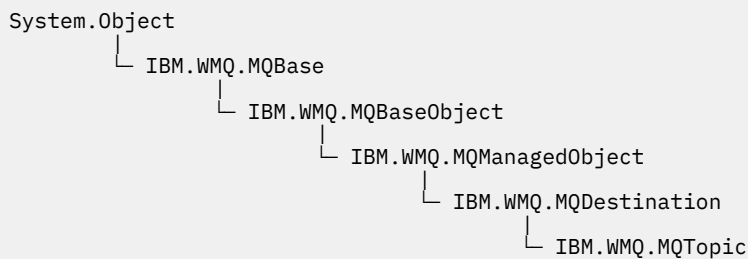 System.Object
IBM.WMQ.MQBase
IBM.WMQ.MQBaseObject
IBM.WMQ.MQManagedObject
IBM.WMQ.MQDestination
IBM.WMQ.MQTopic